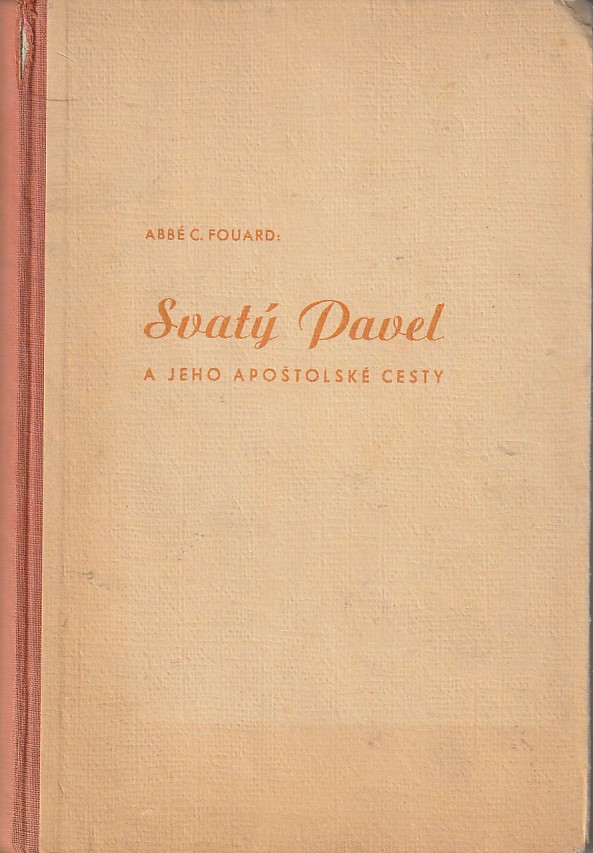 ABBÉ C. FOUARD:
Svatý Pavel
A JEHO APOŠTOLSKÉ CESTY